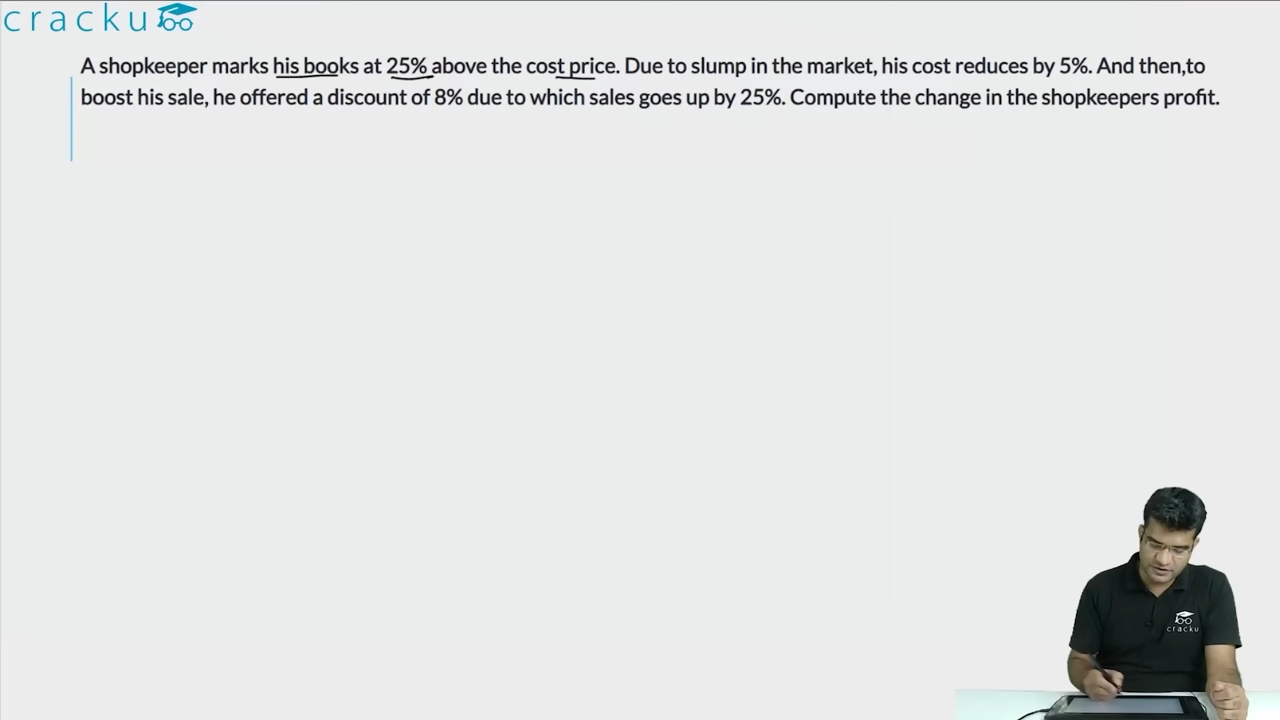 cracku
A shopkeeper marks his books at 25% above the cost price. Due to slump in the market, his cost reduces by 5%. And then,to
boost his sale, he offered a discount of 8% due to which sales goes up by 25%. Compute the change in the shopkeepers profit.
cracku